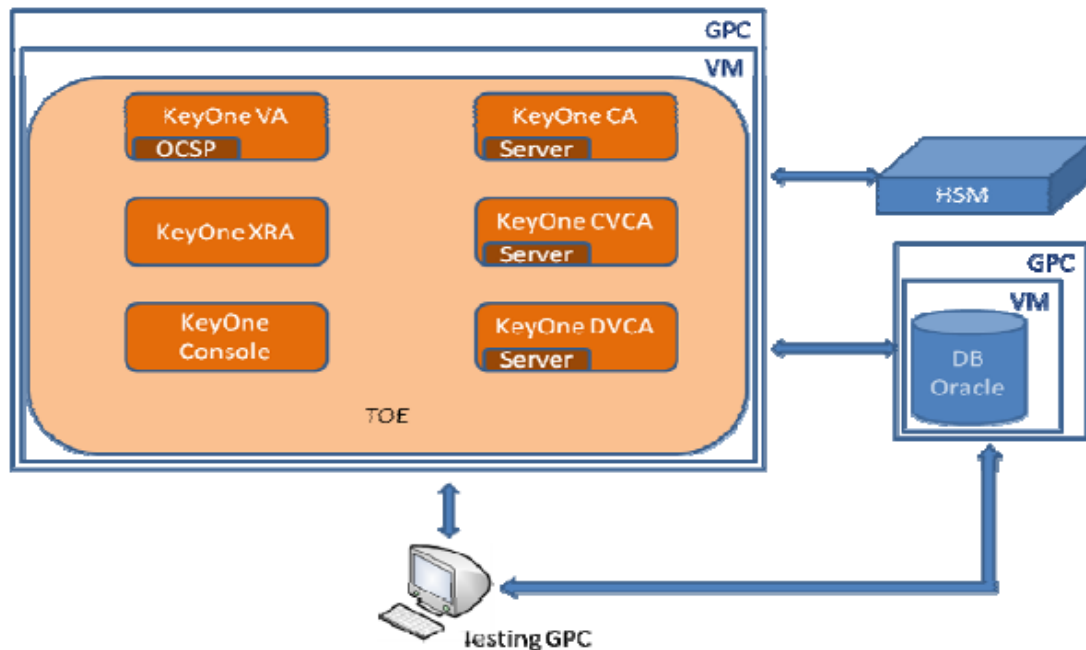 GPC
VM
KeyOne VA
OCSP
KeyOne CA
Server
KeyOne XRA
KeyOne CVCA
Server
KeyOne
Console
KeyOne DVCA
Server
TOE
HSM
GPC
VM
DB
Oracle
Testing GPC